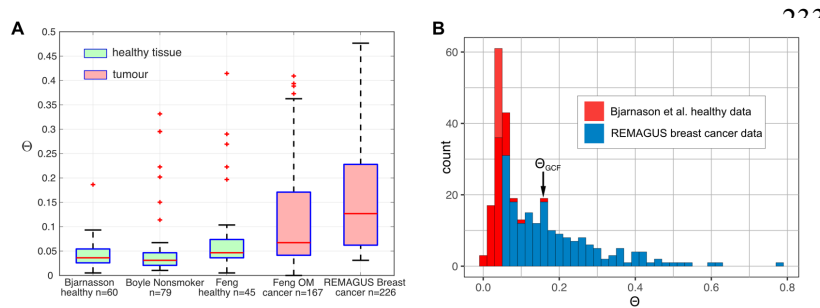 A
0.5
0.45
0.4
0.35
0.3
0.25
0.2
0.15
0.1
0.05
0
Θ
healthy tissue
tumour
Bjarnasson
healthy n=60
Boyle Nonsmoker
n=79
Feng
healthy n=45
Feng OM
cancer n=167
REMAGUS Breast
cancer n=226
B
60
40
20
0
count
Bjarnason et al. healthy data
REMAGUS breast cancer data
ΘGCF
0.0
0.2
0.4
0.6
0.8
Θ